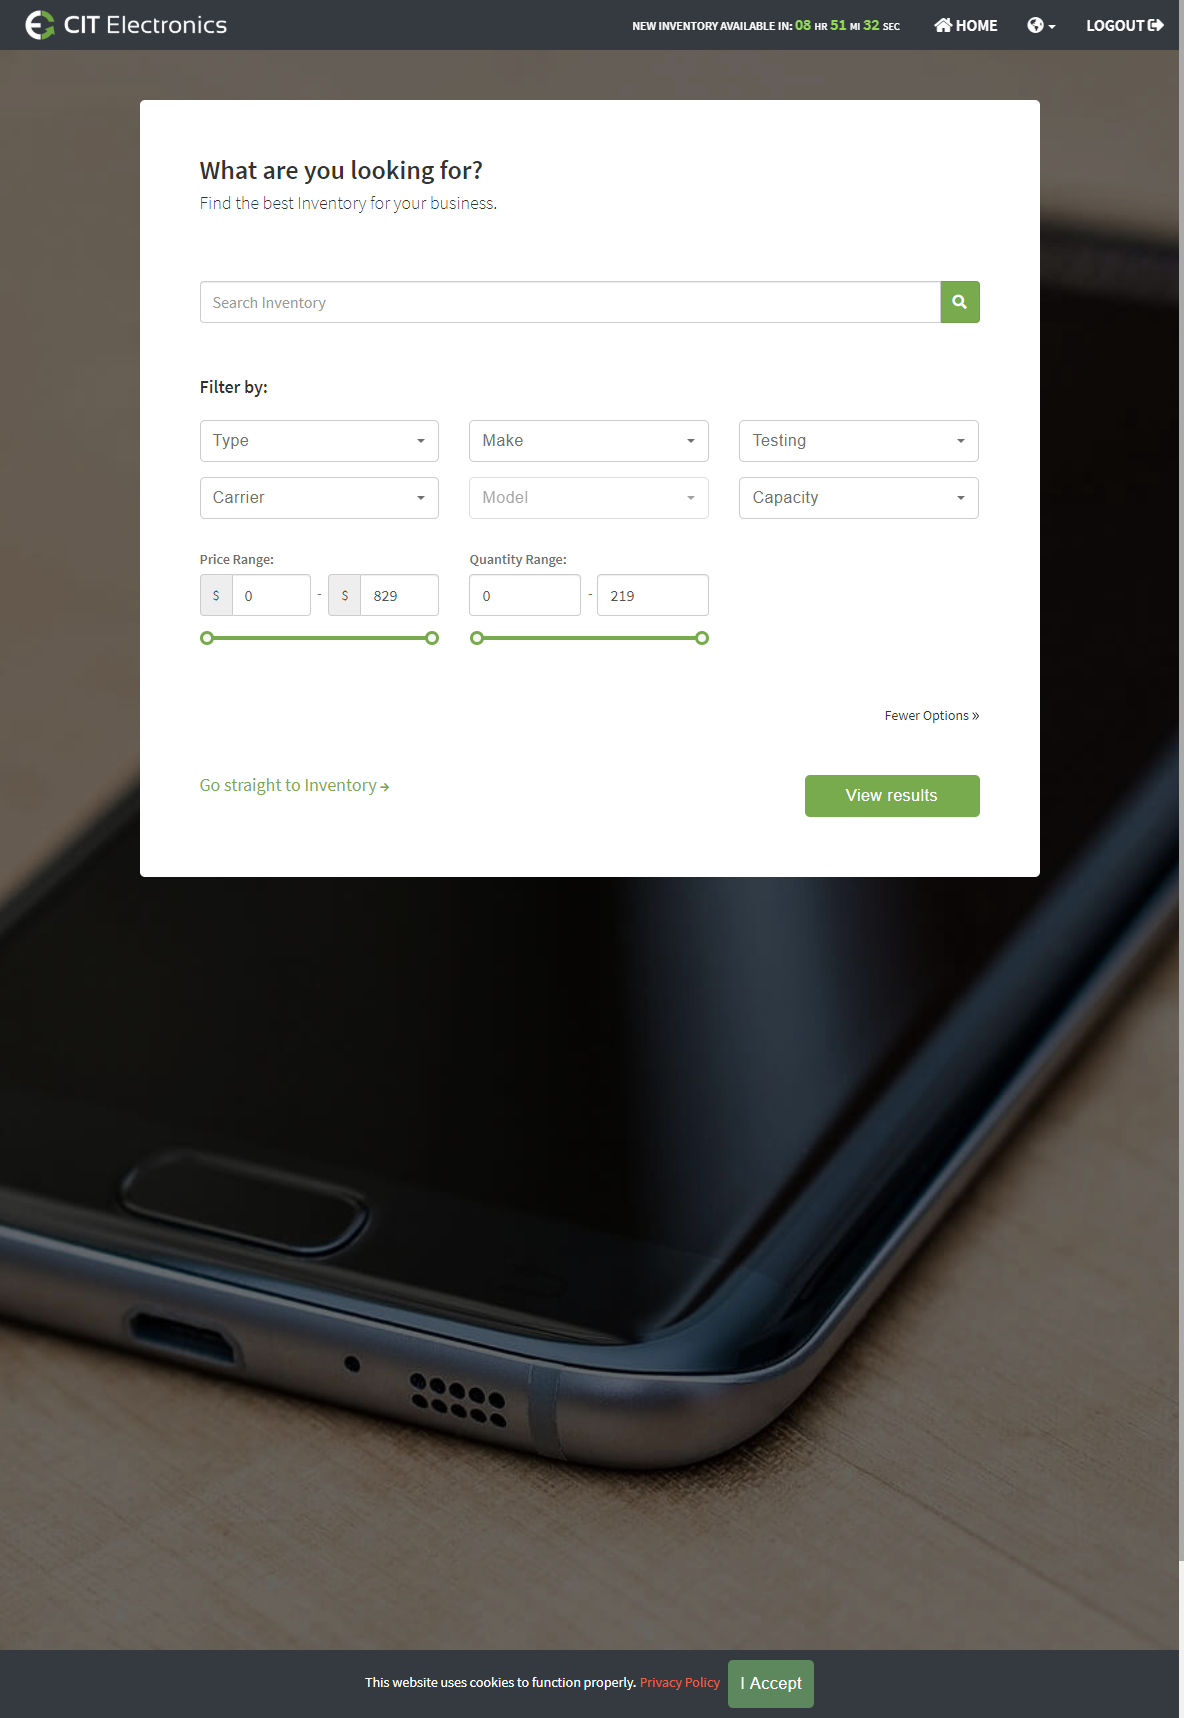 CIT Electronics
NEW INVENTORY AVAILABLE IN: 08 HR 51 MI 32 SEC
HOME
LOGOUT
What are you looking for?
Find the best Inventory for your business.
Search Inventory
Filter by:
Type
Make
Testing
Carrier
Model
Capacity
Price Range:
Quantity Range:
$ 0 - $ 829
0 - 219
Fewer Options »
Go straight to Inventory →
View results
This website uses cookies to function properly. Privacy Policy
I Accept